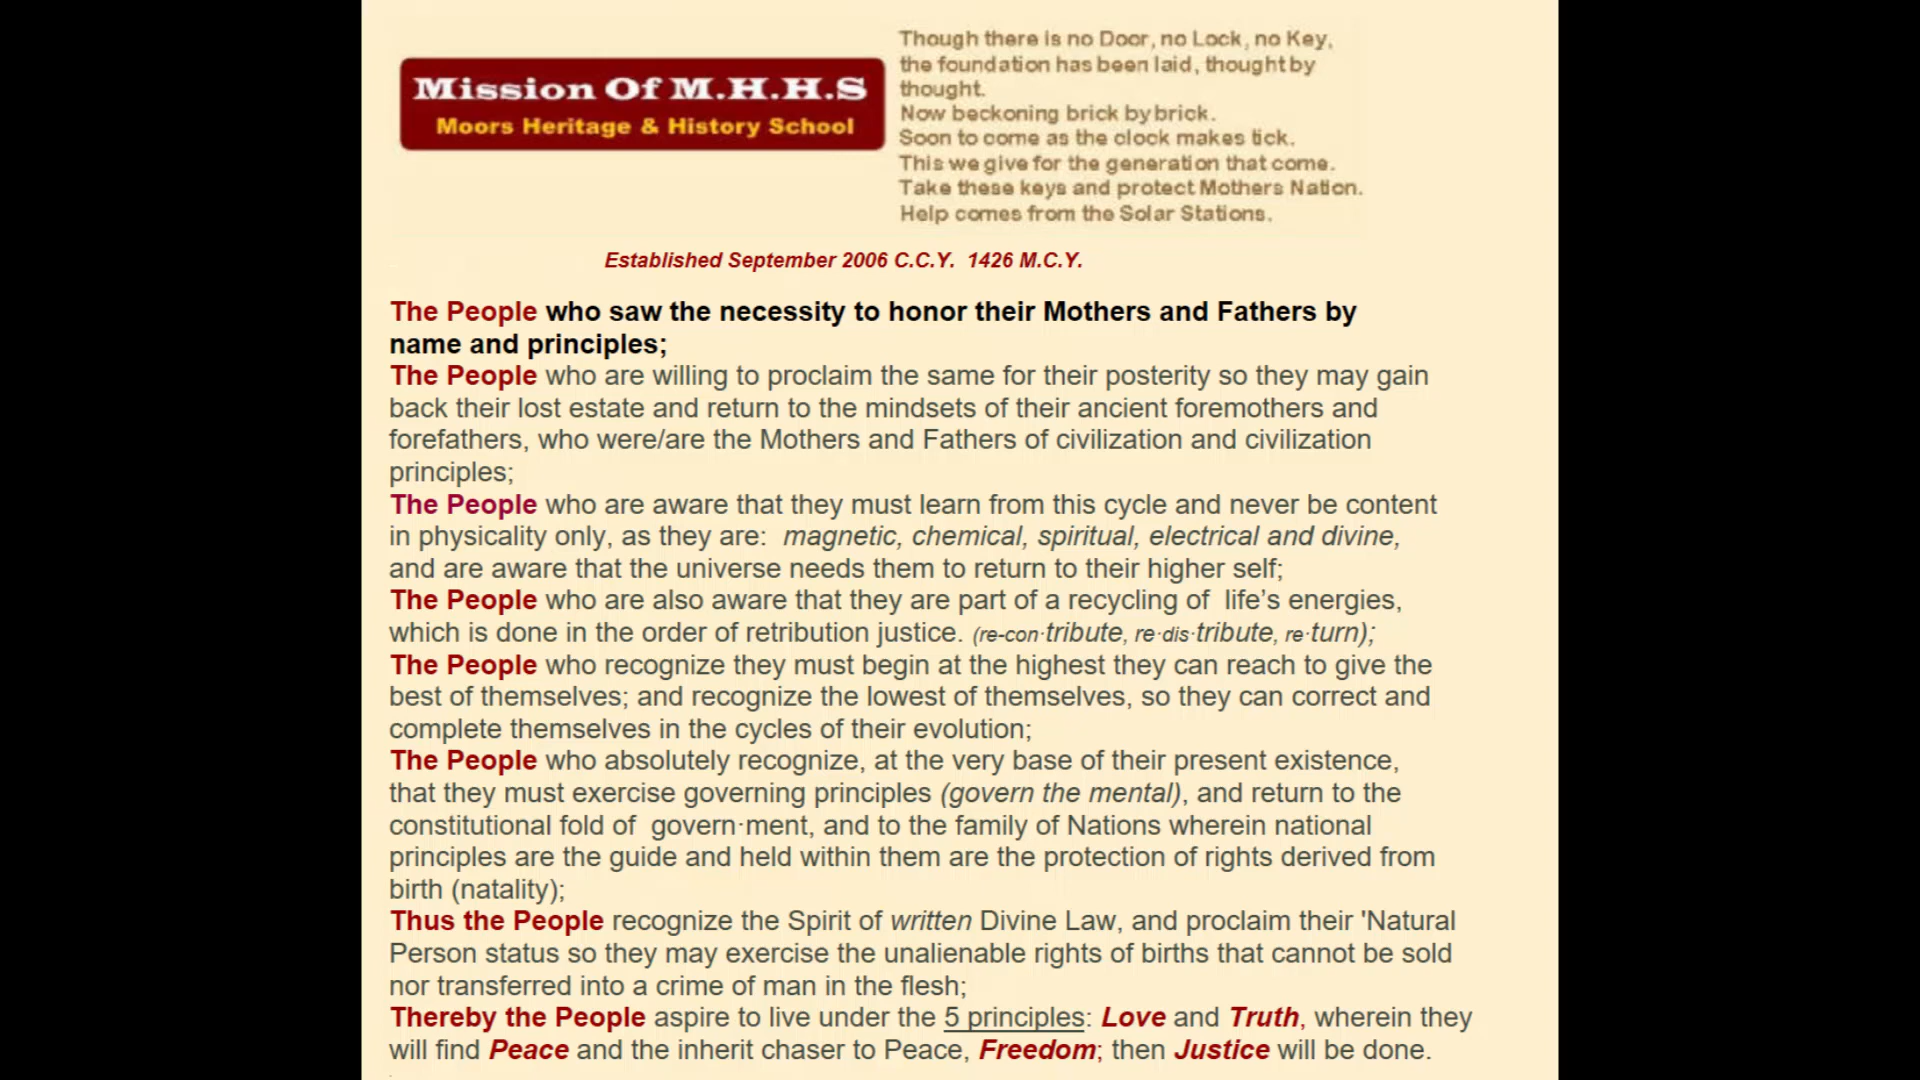 Mission Of M.H.H.S
Moors Heritage & History School
Though there is no Door, no Lock, no Key,
the foundation has been laid, thought by
thought.
Now beckoning brick by brick.
Soon to come as the clock makes tick.
This we give for the generation that come.
Take these keys and protect Mothers Nation.
Help comes from the Solar Stations.
Established September 2006 C.C.Y.  1426 M.C.Y.
The People who saw the necessity to honor their Mothers and Fathers by
name and principles;
The People who are willing to proclaim the same for their posterity so they may gain
back their lost estate and return to the mindsets of their ancient foremothers and
forefathers, who were/are the Mothers and Fathers of civilization and civilization
principles;
The People who are aware that they must learn from this cycle and never be content
in physicality only, as they are:  magnetic, chemical, spiritual, electrical and divine,
and are aware that the universe needs them to return to their higher self;
The People who are also aware that they are part of a recycling of  life’s energies,
which is done in the order of retribution justice. (re-con·tribute, re·dis·tribute, re·turn);
The People who recognize they must begin at the highest they can reach to give the
best of themselves; and recognize the lowest of themselves, so they can correct and
complete themselves in the cycles of their evolution;
The People who absolutely recognize, at the very base of their present existence,
that they must exercise governing principles (govern the mental), and return to the
constitutional fold of  govern·ment, and to the family of Nations wherein national
principles are the guide and held within them are the protection of rights derived from
birth (natality);
Thus the People recognize the Spirit of written Divine Law, and proclaim their 'Natural
Person status so they may exercise the unalienable rights of births that cannot be sold
nor transferred into a crime of man in the flesh;
Thereby the People aspire to live under the 5 principles: Love and Truth, wherein they
will find Peace and the inherit chaser to Peace, Freedom; then Justice will be done.